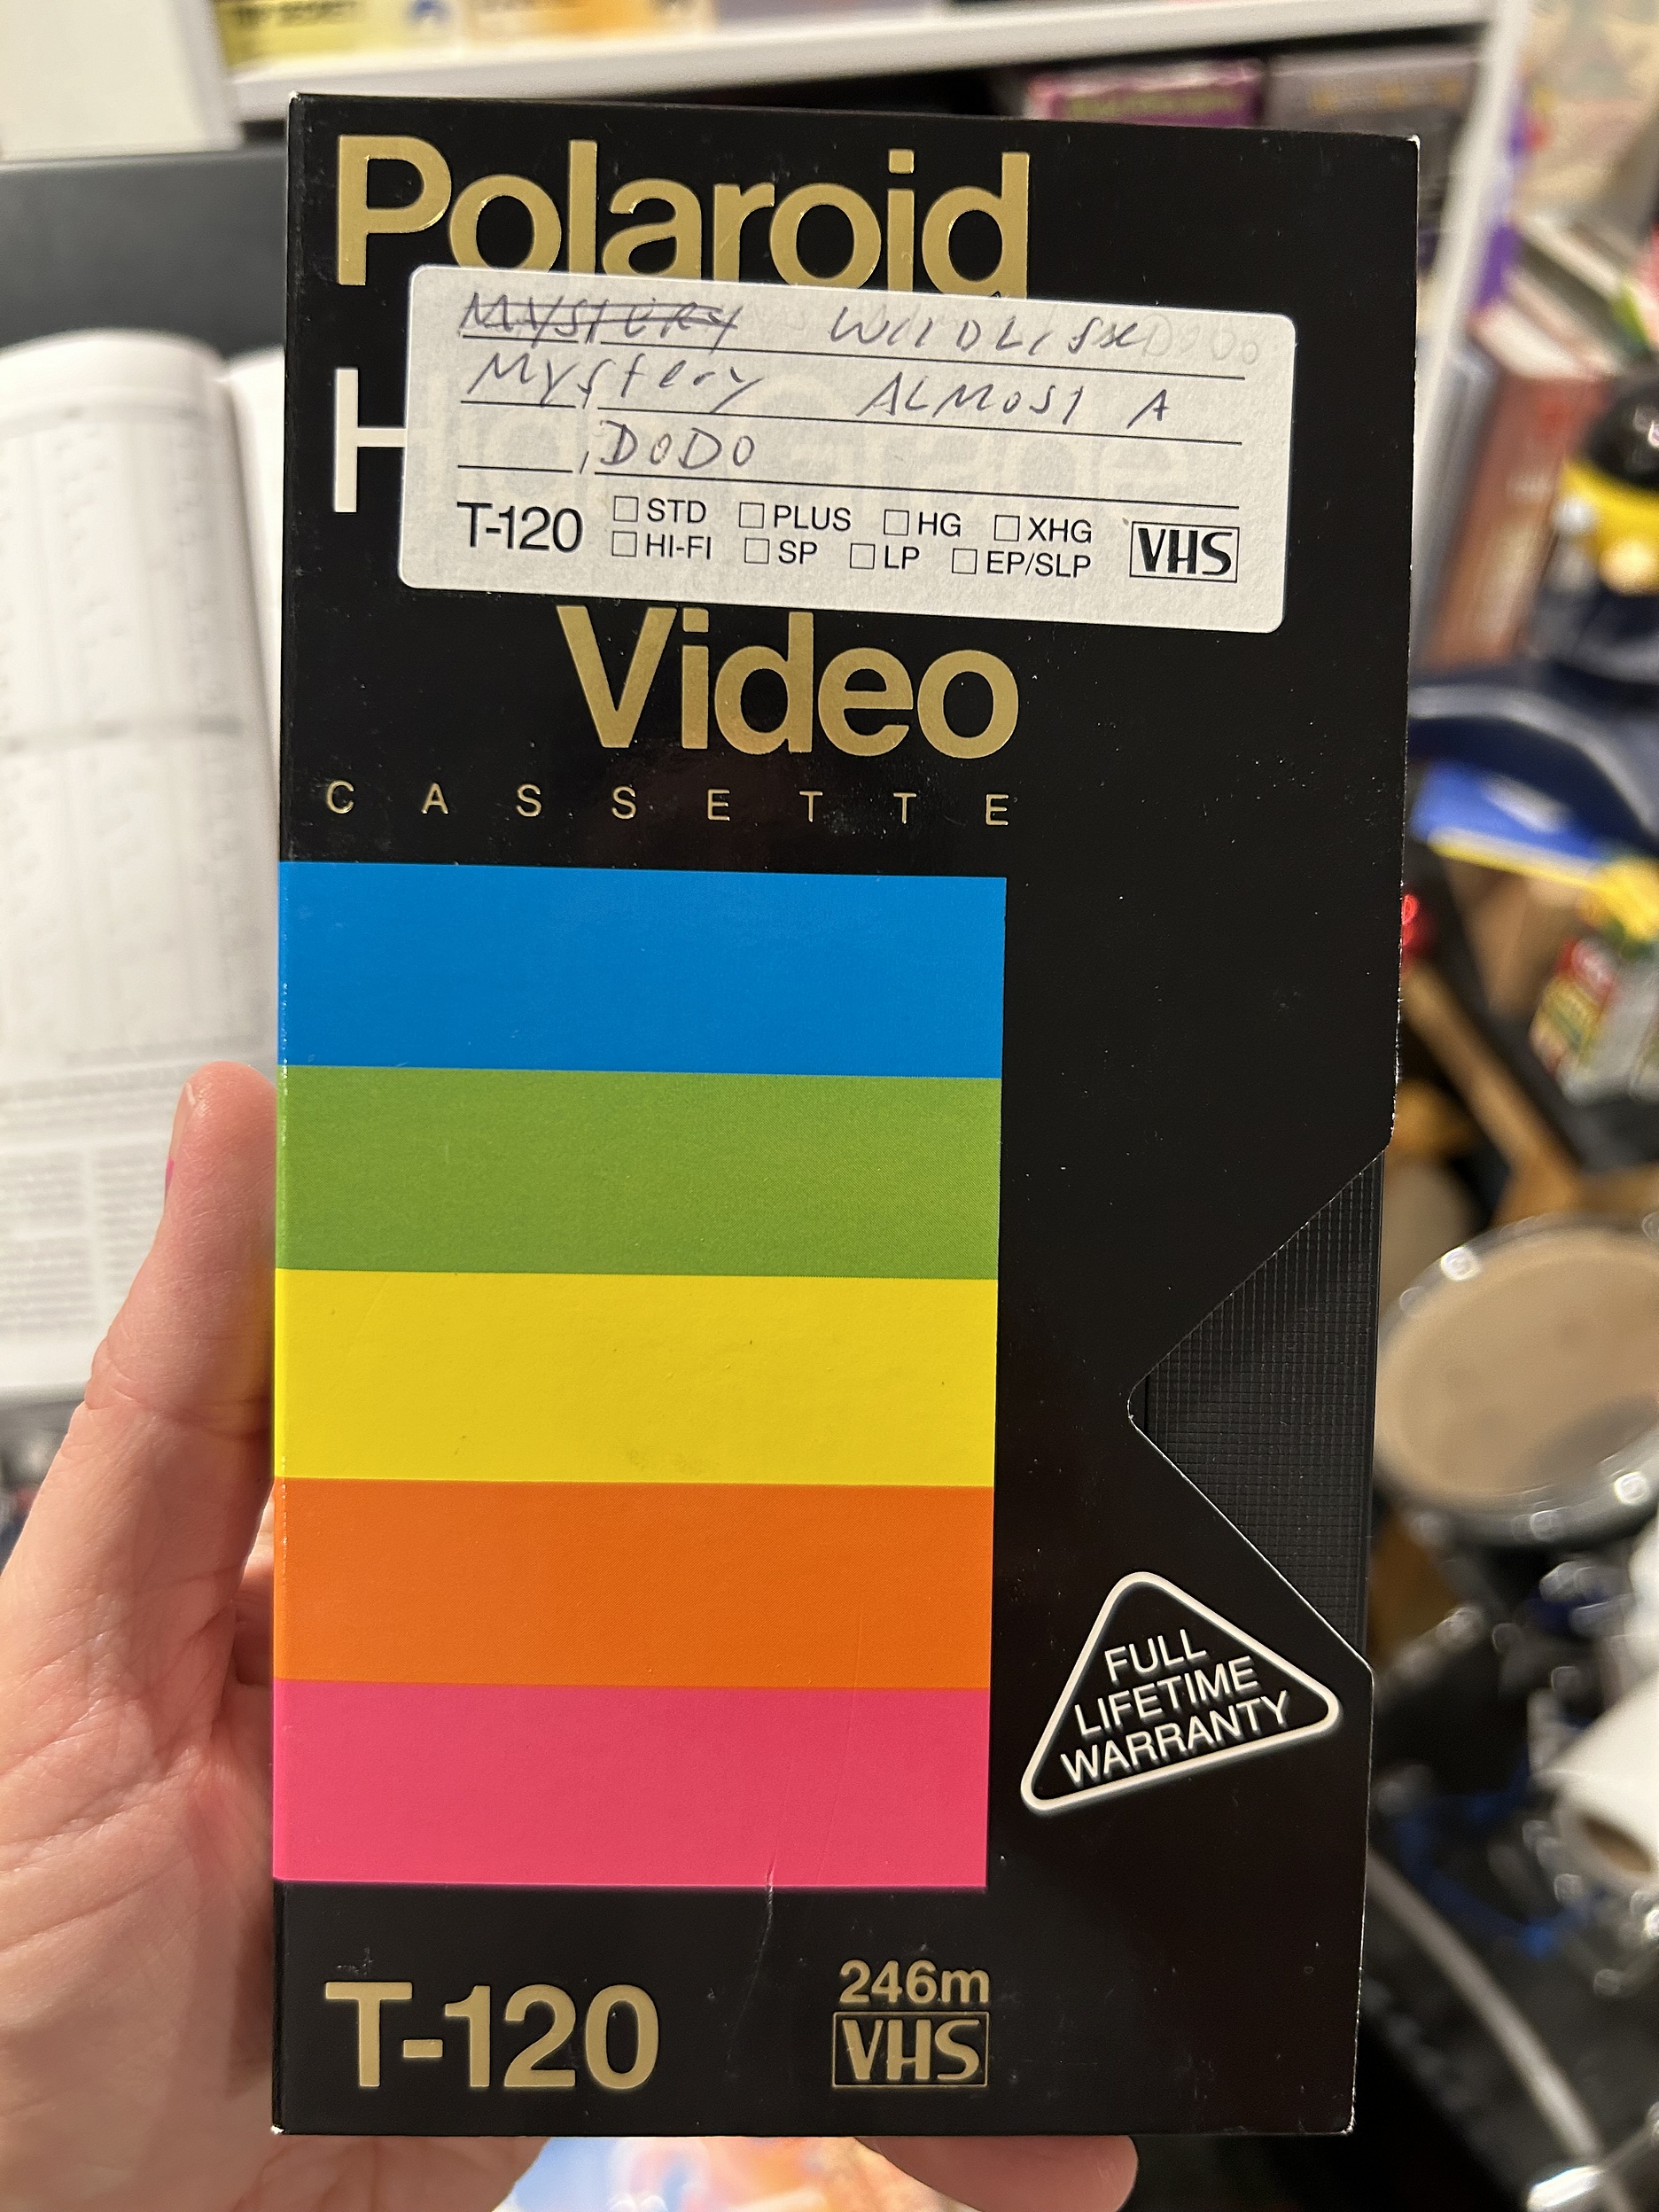 Polaroid
MYSTERY WILDLIFE
Mystery ALMOST A
DODO
T-120 STD PLUS HG XHG VHS
HI-FI SP LP EP/SLP
Video
CASSETTE
FULL
LIFETIME
WARRANTY
246m
T-120 VHS